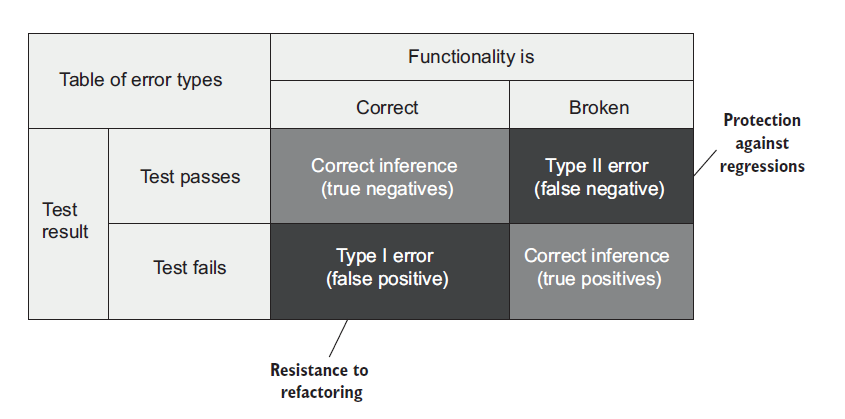 Table of error types
Functionality is
Correct
Broken
Protection
against
regressions
Test
result
Test passes
Correct inference
(true negatives)
Type II error
(false negative)
Test fails
Type I error
(false positive)
Correct inference
(true positives)
Resistance to
refactoring